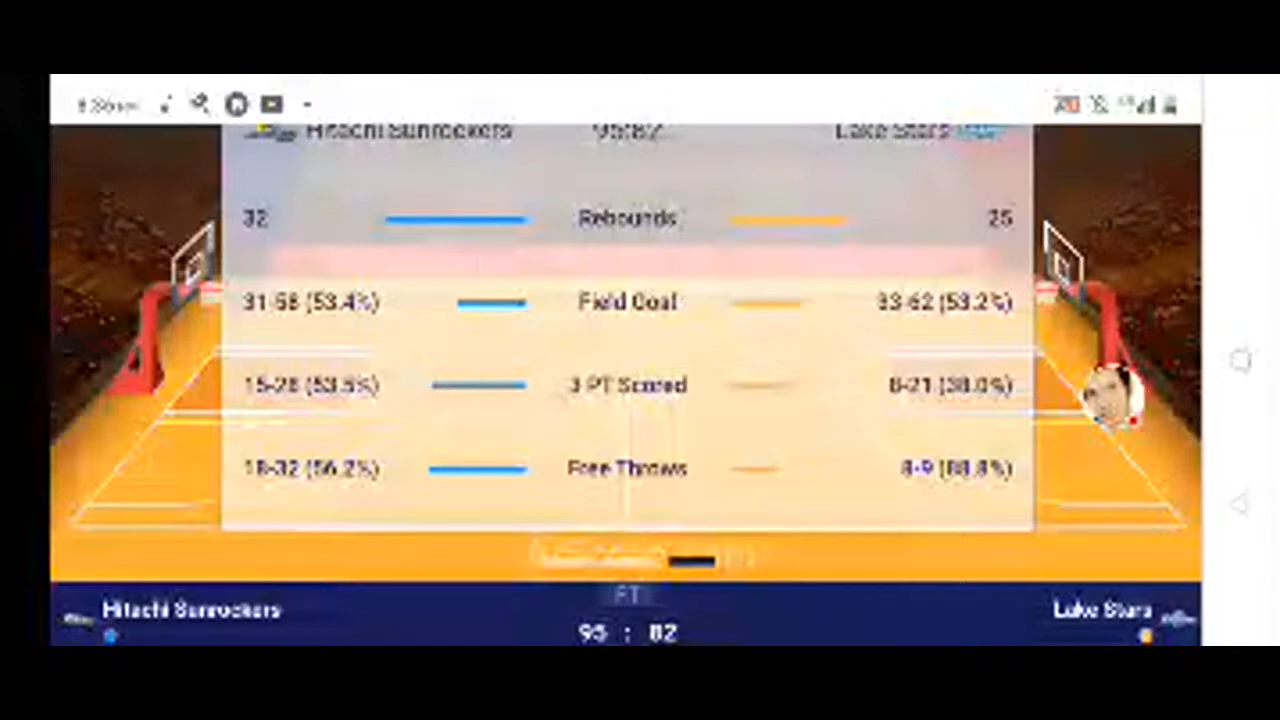 Hitachi Sunrockers 95:82 Lake Stars
32 Rebounds 25
31-58 (53.4%) Field Goal 33-62 (53.2%)
15-28 (53.5%) 3 PT Scored 8-21 (38.0%)
18-32 (56.2%) Free Throws 8-9 (88.8%)
FT
Hitachi Sunrockers 95 : 82 Lake Stars